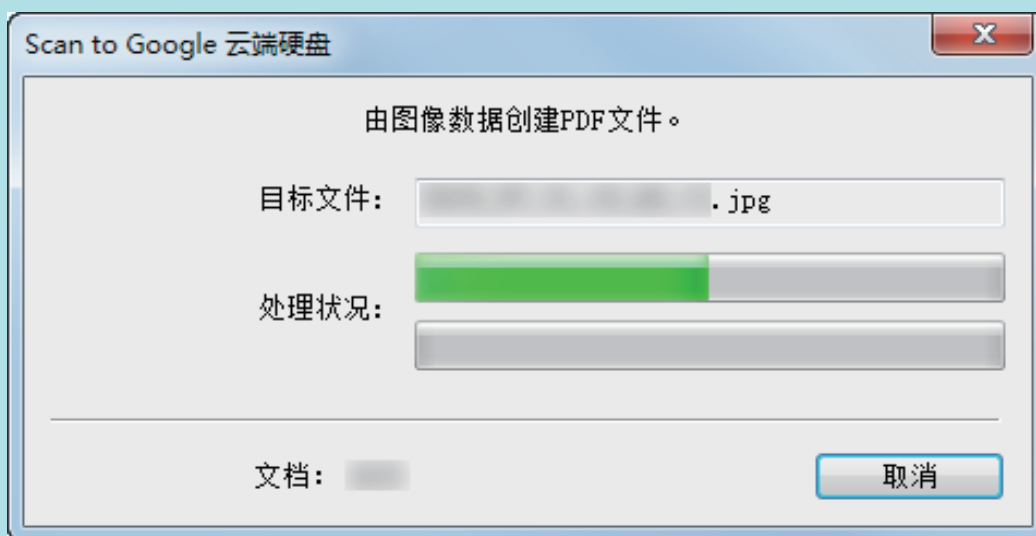 Scan to Google 云端硬盘
由图像数据创建PDF文件。
目标文件：
.jpg
处理状况：
文档：
取消